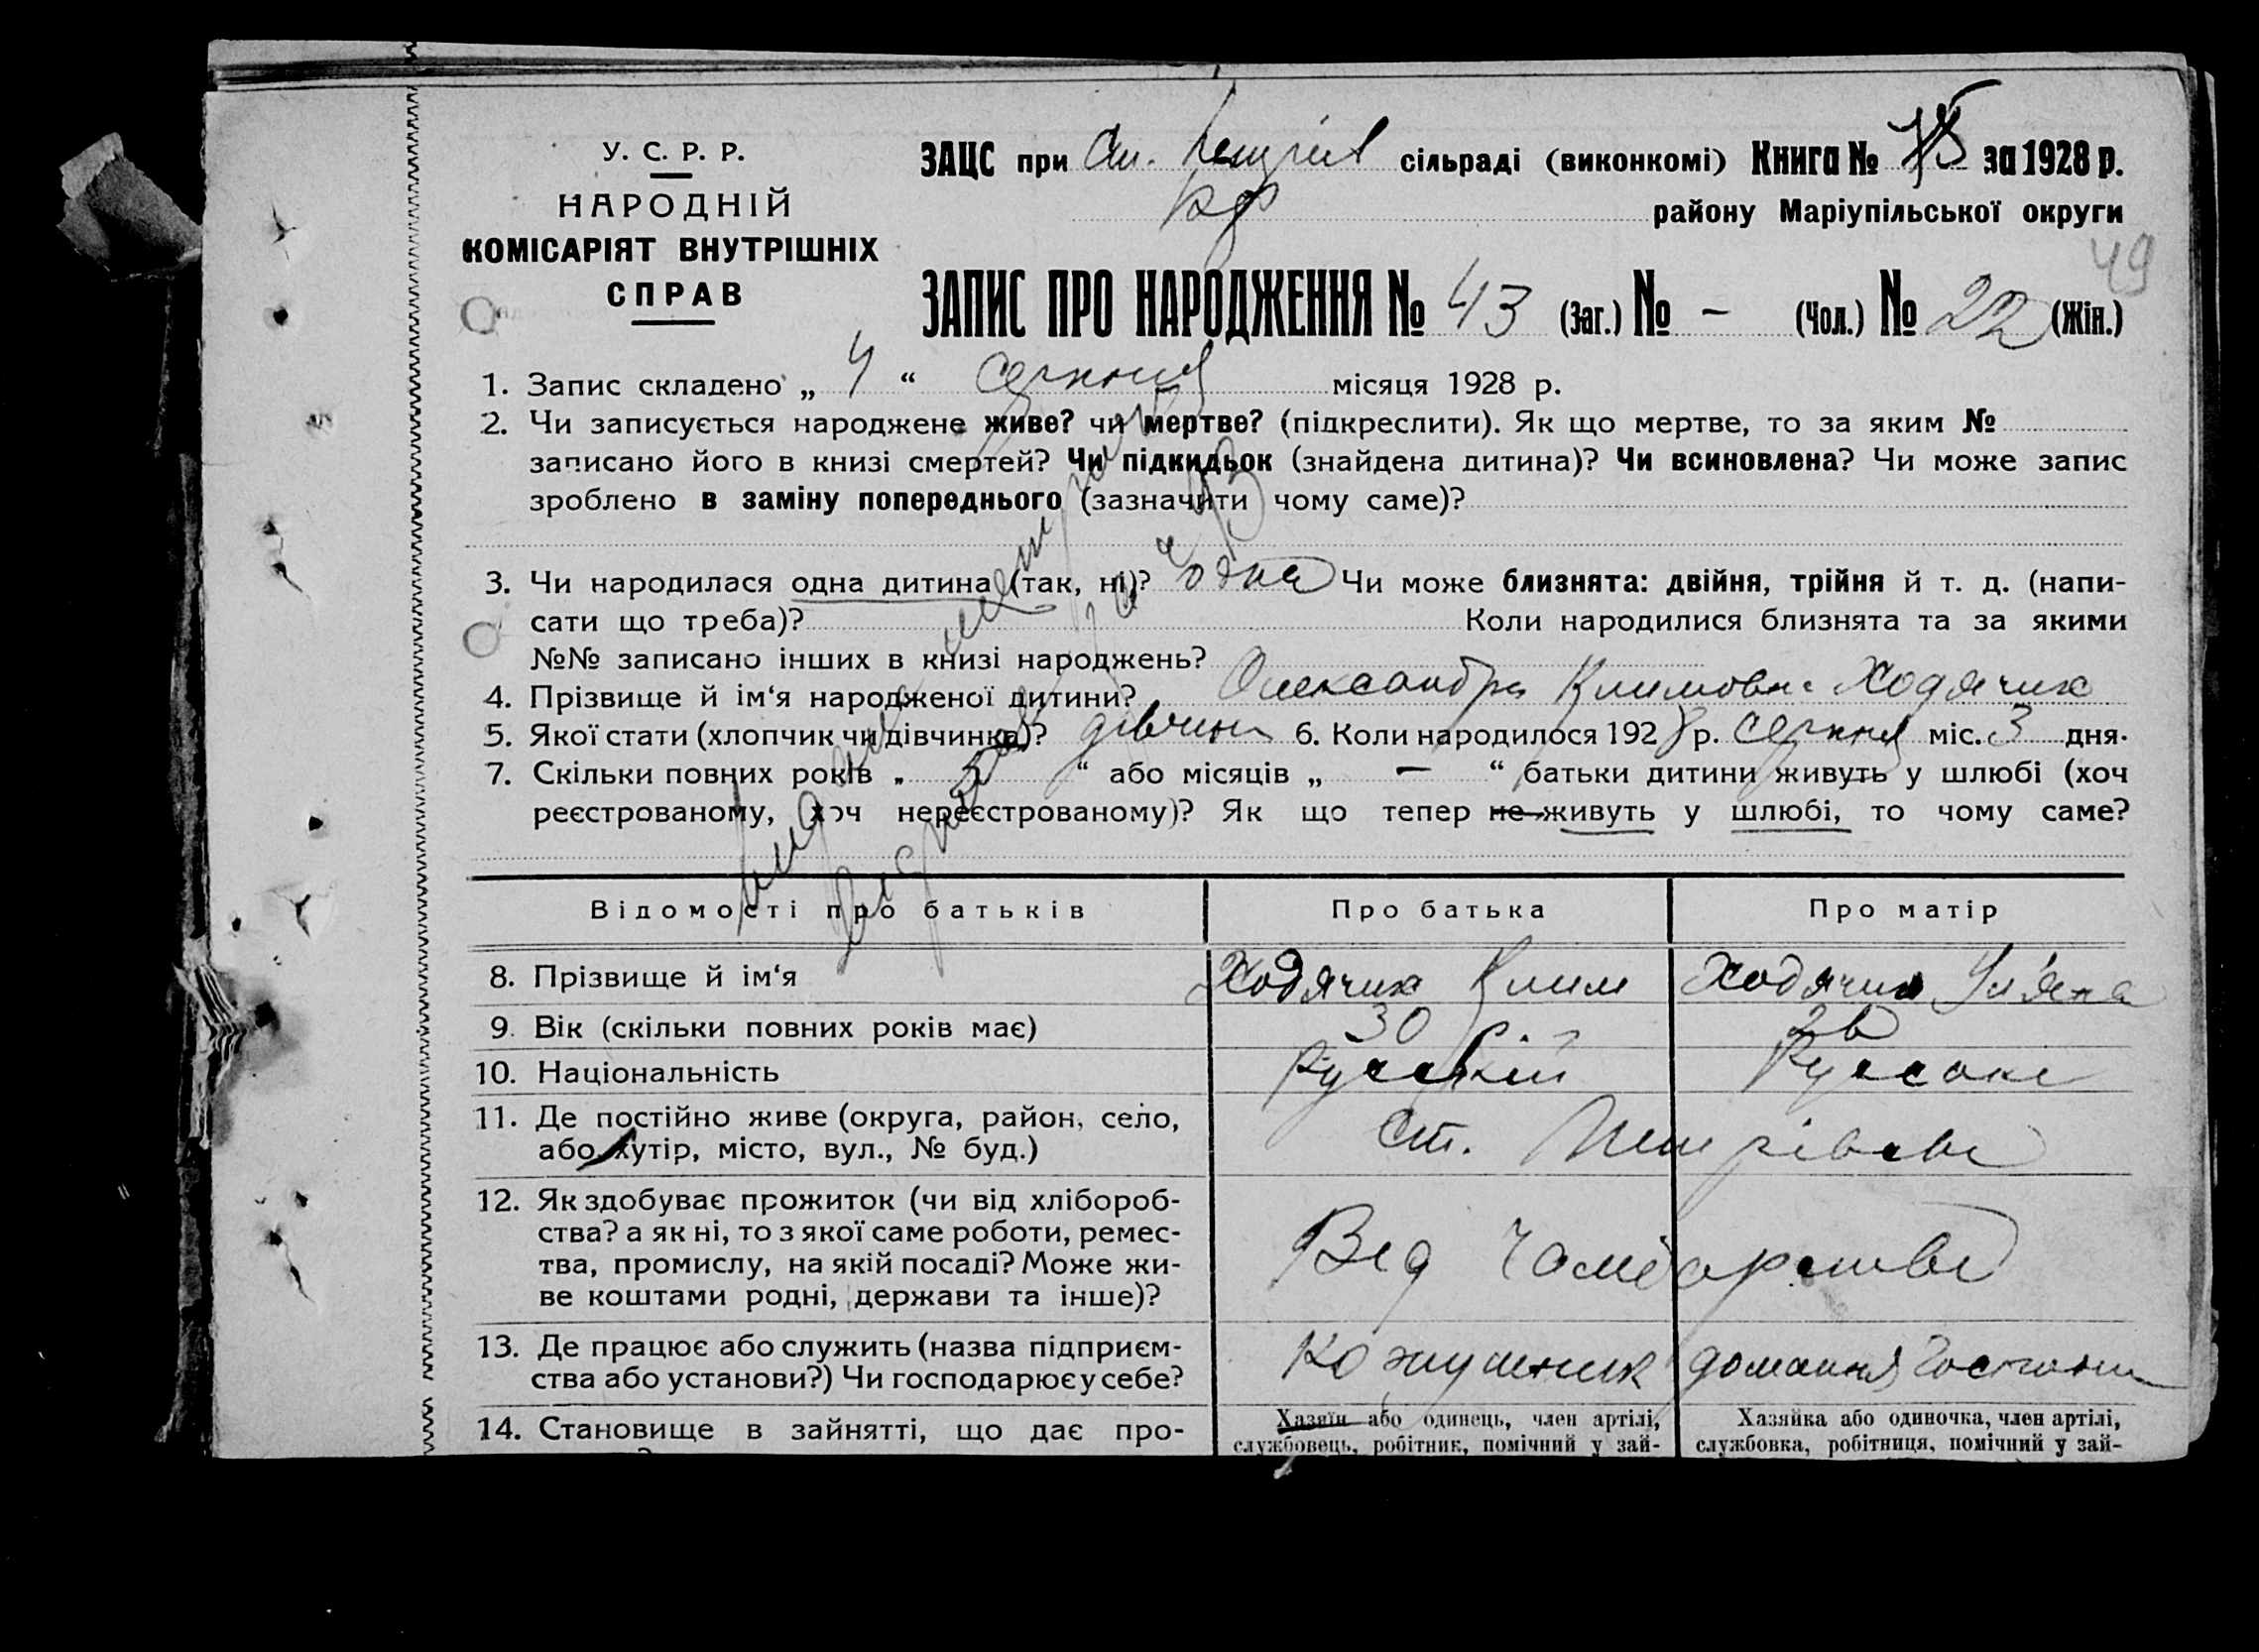 У. С. Р. Р.
НАРОДНІЙ
КОМІСАРІЯТ ВНУТРІШНІХ
СПРАВ
ЗАЦС при Ст. сільраді (виконкомі) Книга № за 1928 р.
району Маріупільської округи
49
ЗАПИС ПРО НАРОДЖЕННЯ № 43 (Заг.) № – (Чол.) № 22 (Жін.)
1. Запис складено „ 4 “ серпня місяця 1928 р.
2. Чи записується народжене живе? чи мертве? (підкреслити). Як що мертве, то за яким №
записано його в книзі смертей? Чи підкидьок (знайдена дитина)? Чи всиновлена? Чи може запис
зроблено в заміну попереднього (зазначити чому саме)?
3. Чи народилася одна дитина (так, ні)? одна Чи може близнята: двійня, трійня й т. д. (напи-
сати що треба)? Коли народилися близнята та за якими
№№ записано інших в книзі народжень?
4. Прізвище й ім‘я народженої дитини? Олександра Климовна Ходячих
5. Якої стати (хлопчик чи дівчинка)? дівчина 6. Коли народилося 1928 р. серпня міс. 3 дня.
7. Скільки повних років „ 5 “ або місяців „ – “ батьки дитини живуть у шлюбі (хоч
реєстрованому, хоч нереєстрованому)? Як що тепер не живуть у шлюбі, то чому саме?
Відомості про батьків Про батька Про матір
8. Прізвище й ім‘я Ходячих Клим Ходячих Ул'яна
9. Вік (скільки повних років має) 30 26
10. Національність Русский Русска
11. Де постійно живе (округа, район, село,
або хутір, місто, вул., № буд.) ст. Петрівськ
12. Як здобуває прожиток (чи від хлібороб-
ства? а як ні, то з якої саме роботи, ремес-
тва, промислу, на якій посаді? Може жи-
ве коштами родні, держави та інше)? Від Чамбарства
13. Де працює або служить (назва підприєм-
ства або установи?) Чи господарює у себе? Кожушник домашня господ
14. Становище в зайнятті, що дає про- Хазяїн або одинець, член артілі, Хазяйка або одиночка, член артілі,
службовець, робітник, помічний у зай- службовка, робітниця, помічний у зай-